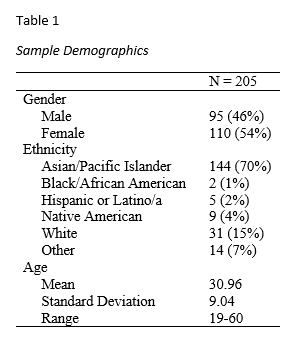 Table 1
Sample Demographics
N = 205
Gender
Male 95 (46%)
Female 110 (54%)
Ethnicity
Asian/Pacific Islander 144 (70%)
Black/African American 2 (1%)
Hispanic or Latino/a 5 (2%)
Native American 9 (4%)
White 31 (15%)
Other 14 (7%)
Age
Mean 30.96
Standard Deviation 9.04
Range 19-60